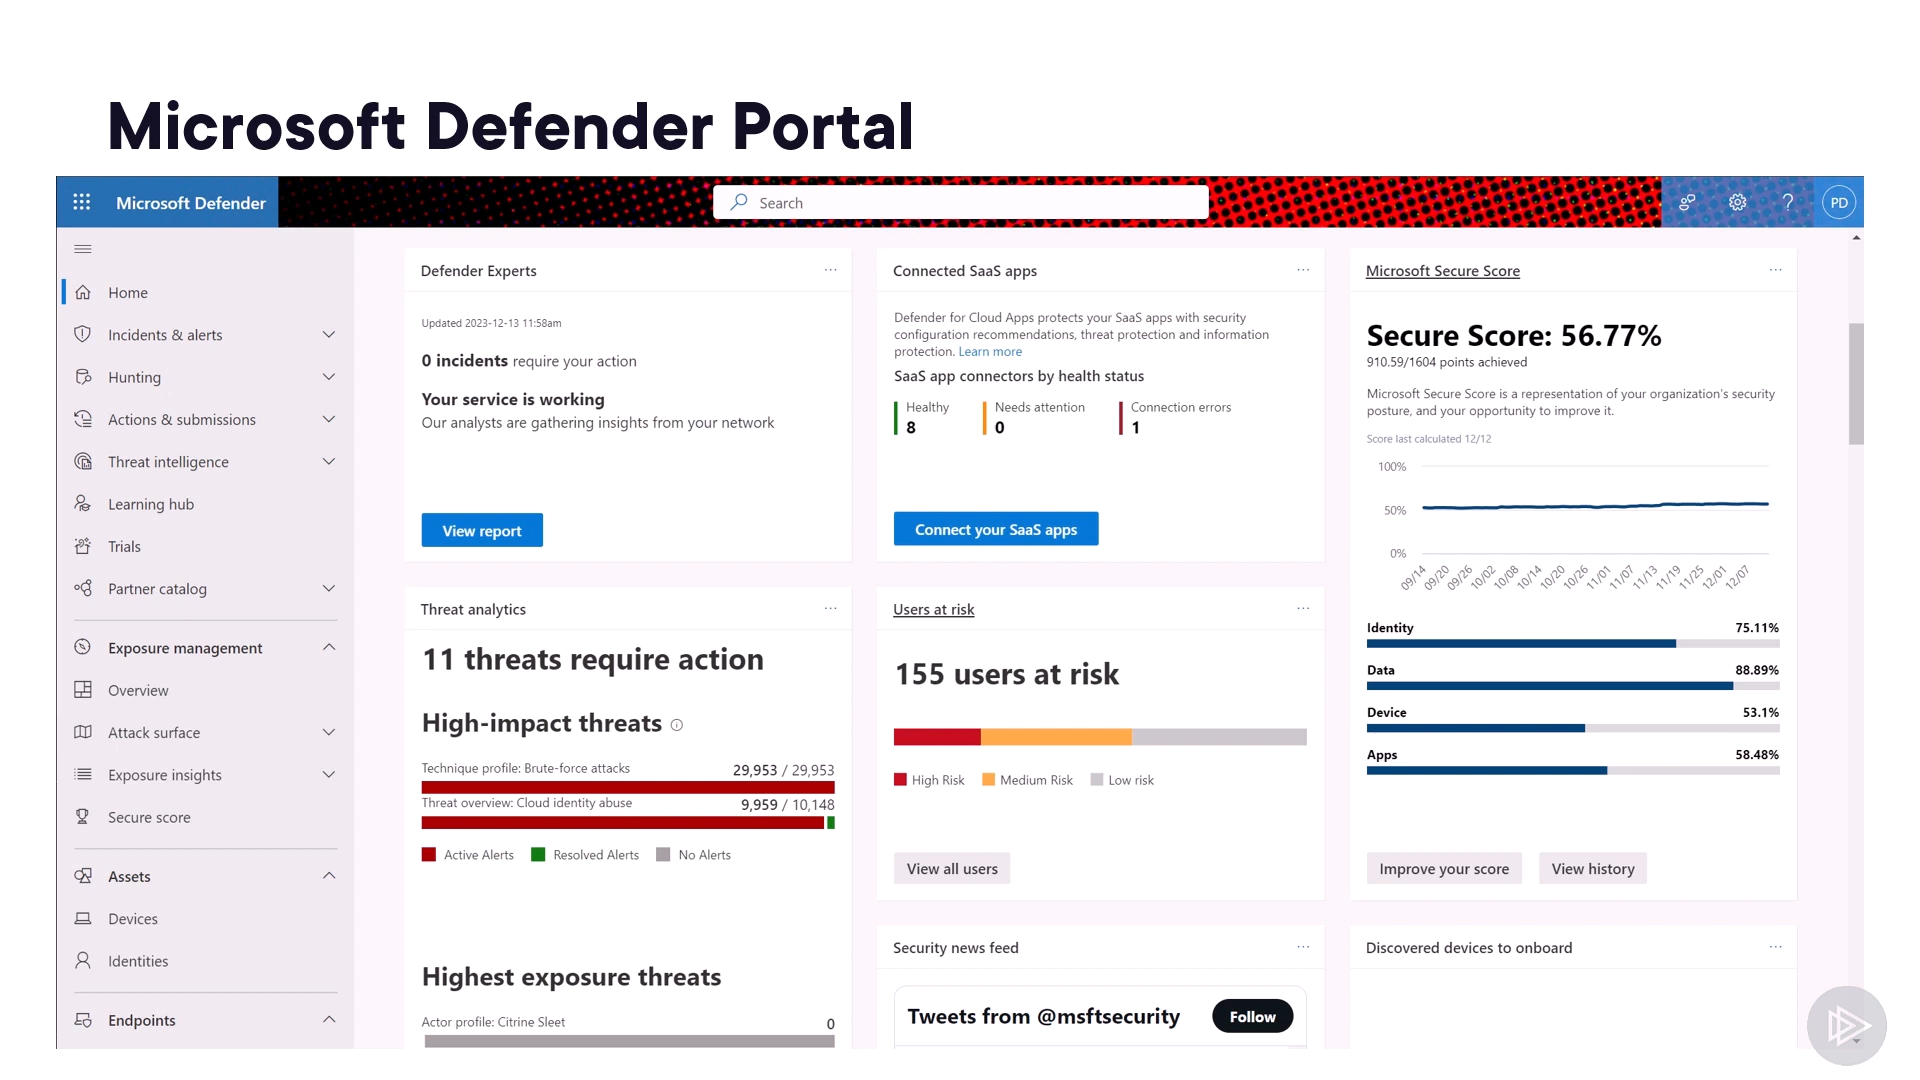 Microsoft Defender Portal
Microsoft Defender
Search
PD
Home
Incidents & alerts
Hunting
Actions & submissions
Threat intelligence
Learning hub
Trials
Partner catalog
Exposure management
Overview
Attack surface
Exposure insights
Secure score
Assets
Devices
Identities
Endpoints
Defender Experts
Updated 2023-12-13 11:58am
0 incidents require your action
Your service is working
Our analysts are gathering insights from your network
View report
Connected SaaS apps
Defender for Cloud Apps protects your SaaS apps with security
configuration recommendations, threat protection and information
protection. Learn more
SaaS app connectors by health status
Healthy Needs attention Connection errors
8 0 1
Connect your SaaS apps
Microsoft Secure Score
Secure Score: 56.77%
910.59/1604 points achieved
Microsoft Secure Score is a representation of your organization's security
posture, and your opportunity to improve it.
Score last calculated 12/12
100%
50%
0%
09/14 09/20 09/26 10/02 10/08 10/14 10/20 10/26 11/01 11/07 11/13 11/19 11/25 12/01 12/07
Identity 75.11%
Data 88.89%
Device 53.1%
Apps 58.48%
Improve your score View history
Threat analytics
11 threats require action
High-impact threats
Technique profile: Brute-force attacks 29,953 / 29,953
Threat overview: Cloud identity abuse 9,959 / 10,148
Active Alerts Resolved Alerts No Alerts
Highest exposure threats
Actor profile: Citrine Sleet 0
Users at risk
155 users at risk
High Risk Medium Risk Low risk
View all users
Security news feed
Tweets from @msftsecurity Follow
Discovered devices to onboard